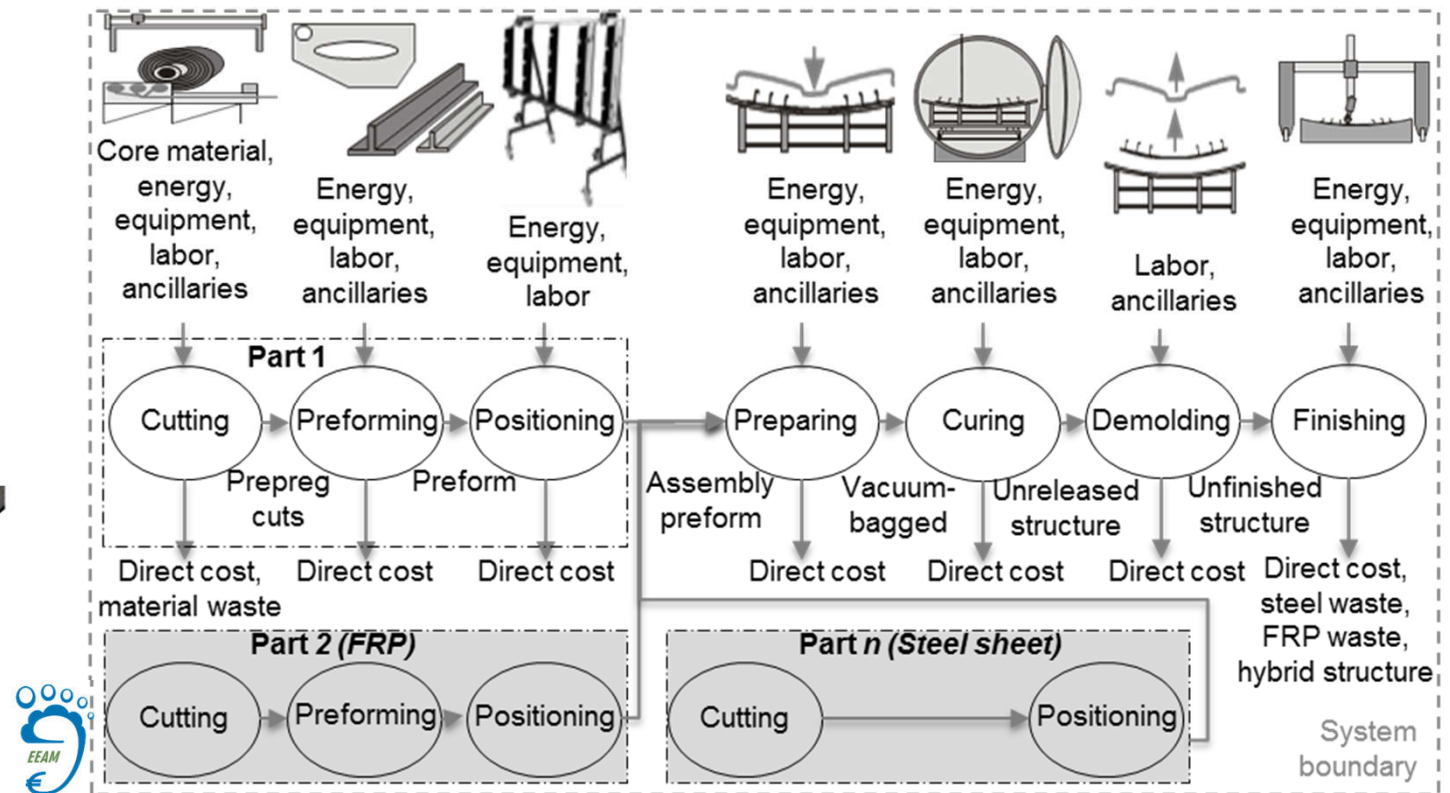 Core material,
energy,
equipment,
labor,
ancillaries
Energy,
equipment,
labor,
ancillaries
Energy,
equipment,
labor
Energy,
equipment,
labor,
ancillaries
Energy,
equipment,
labor,
ancillaries
Labor,
ancillaries
Energy,
equipment,
labor,
ancillaries
Part 1
Cutting
Preforming
Positioning
Preparing
Curing
Demolding
Finishing
Prepreg
cuts
Preform
Assembly
preform
Vacuum-
bagged
Unreleased
structure
Unfinished
structure
Direct cost,
material waste
Direct cost
Direct cost
Direct cost
Direct cost
Direct cost
Direct cost,
steel waste,
FRP waste,
hybrid structure
Part 2 (FRP)
Cutting
Preforming
Positioning
Part n (Steel sheet)
Cutting
Positioning
System
boundary
EEAM
€